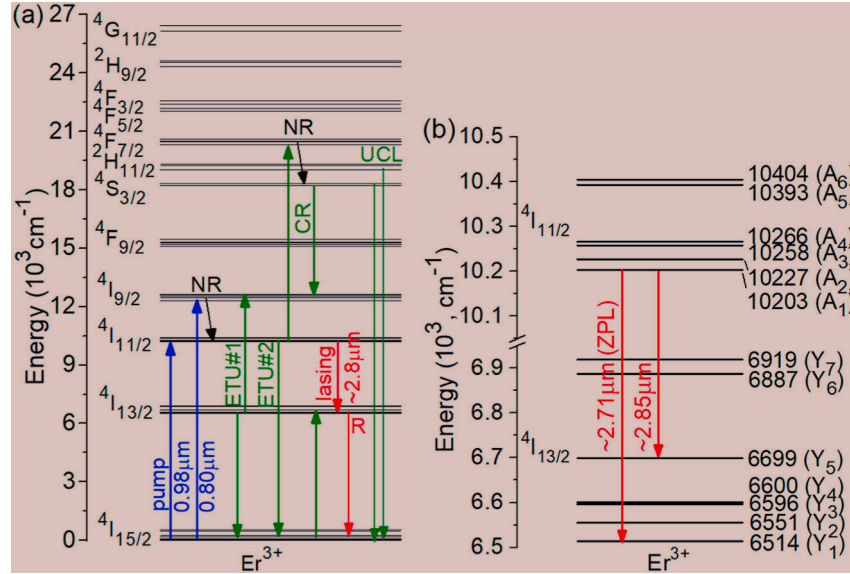 (a)
27
24
21
18
15
12
9
6
3
0
Energy (10³cm⁻¹)
⁴G₁₁/₂
²H₉/₂
⁴F₃/₂
⁴F₅/₂
⁴F₇/₂
²H₁₁/₂
⁴S₃/₂
⁴F₉/₂
⁴I₉/₂
⁴I₁₁/₂
⁴I₁₃/₂
⁴I₁₅/₂
NR
UCL
CR
NR
ETU#1
ETU#2
lasing
~2.8μm
R
pump
0.98μm
0.80μm
Er³⁺
(b)
10.5
10.4
10.3
10.2
10.1
6.9
6.8
6.7
6.6
6.5
Energy (10³, cm⁻¹)
⁴I₁₁/₂
⁴I₁₃/₂
~2.71μm (ZPL)
~2.85μm
10404 (A₆)
10393 (A₅)
10266 (A₄)
10258 (A₃)
10227 (A₂)
10203 (A₁)
6919 (Y₇)
6887 (Y₆)
6699 (Y₅)
6600 (Y₄)
6596 (Y₃)
6551 (Y₂)
6514 (Y₁)
Er³⁺